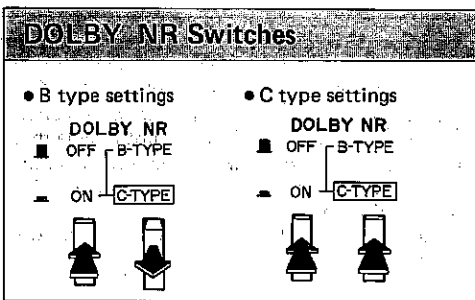 DOLBY NR Switches
• B type settings
DOLBY NR
OFF B-TYPE
ON C-TYPE
• C type settings
DOLBY NR
OFF B-TYPE
ON C-TYPE